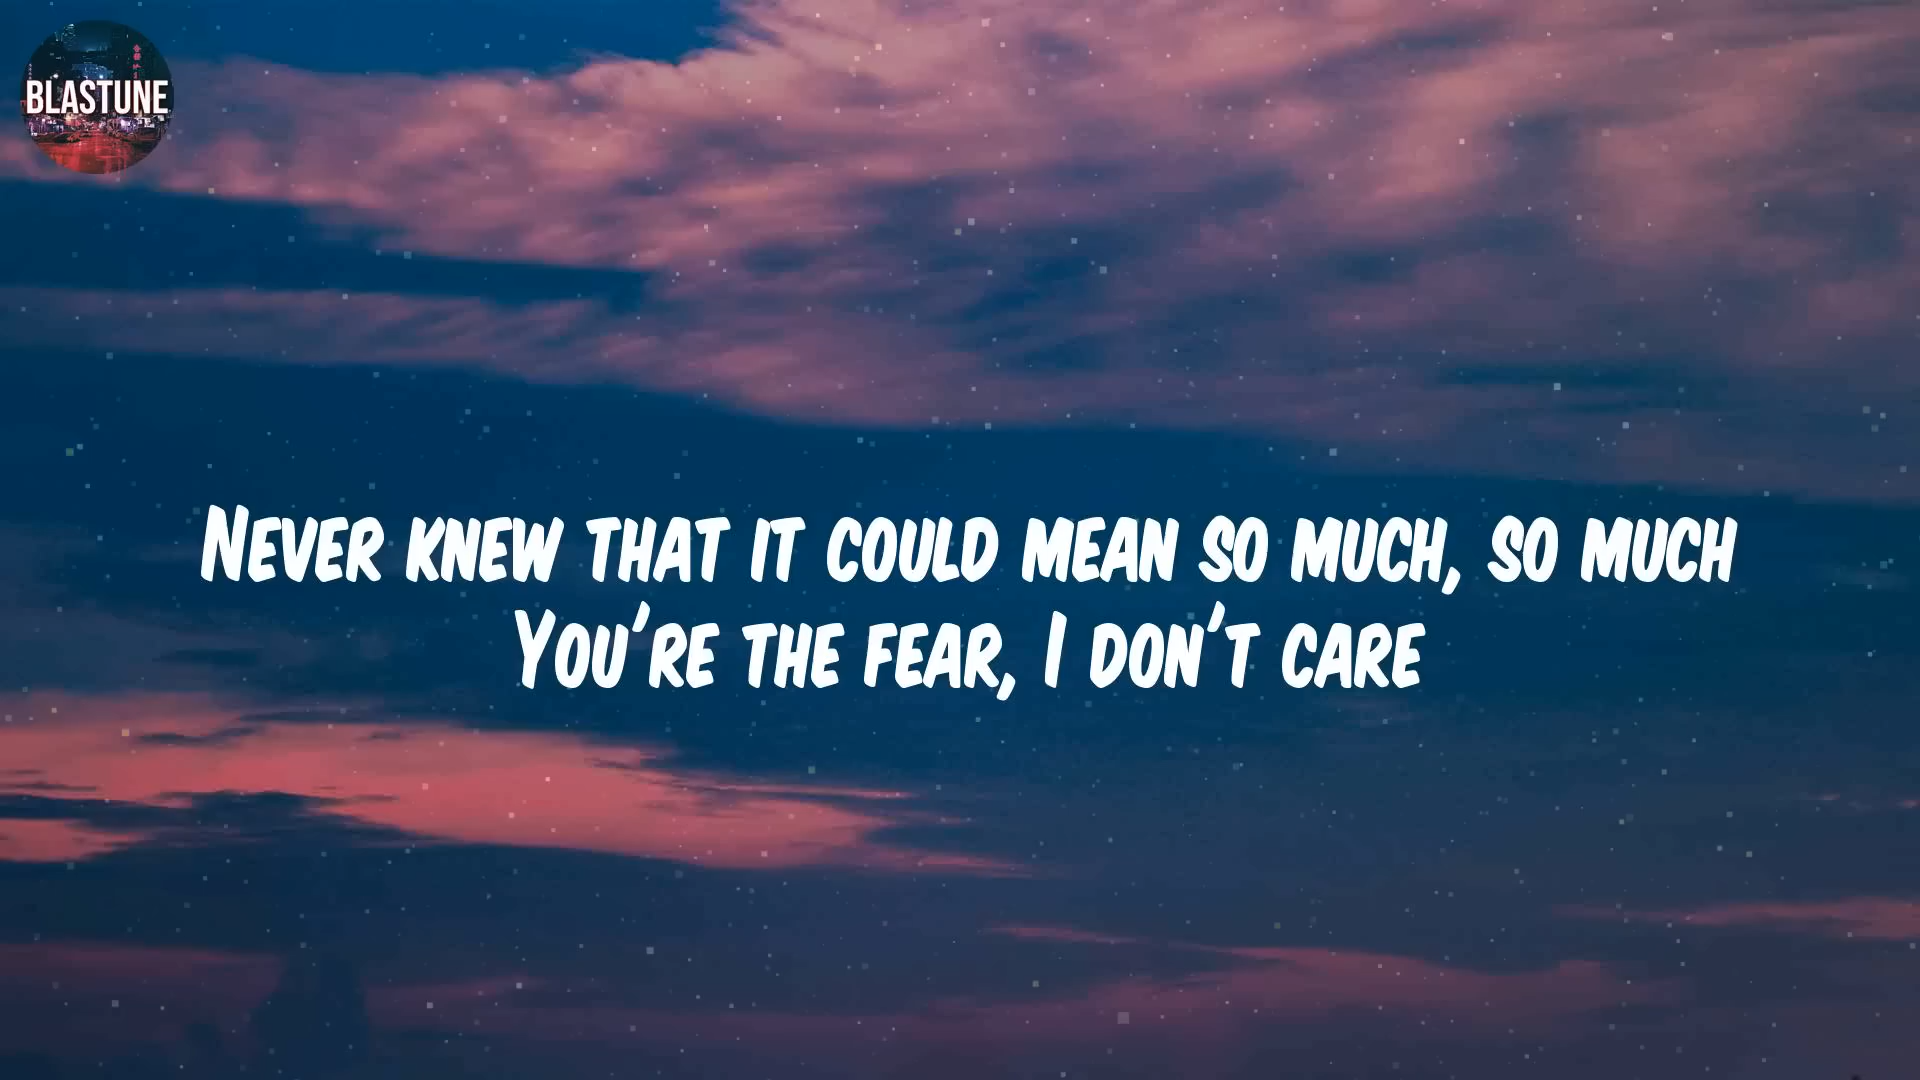 BLASTUNE
Never knew that it could mean so much, so much
You're the fear, I don't care